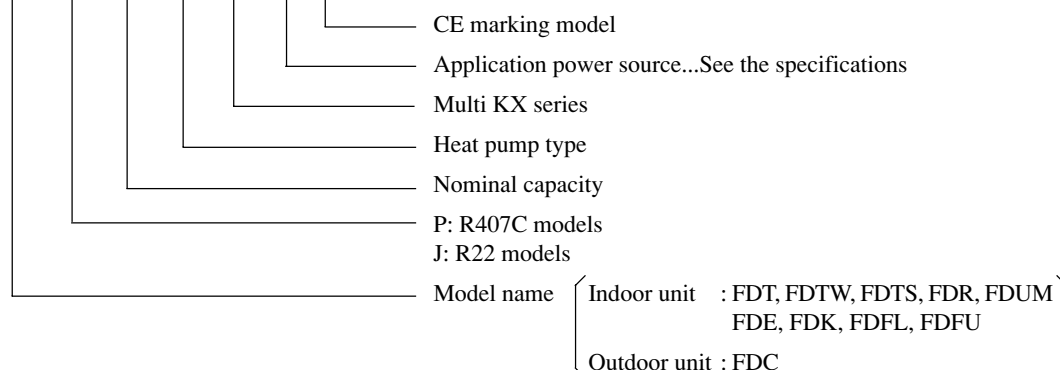 CE marking model
Application power source...See the specifications
Multi KX series
Heat pump type
Nominal capacity
P: R407C models
J: R22 models
Model name Indoor unit : FDT, FDTW, FDTS, FDR, FDUM
FDE, FDK, FDFL, FDFU
Outdoor unit : FDC